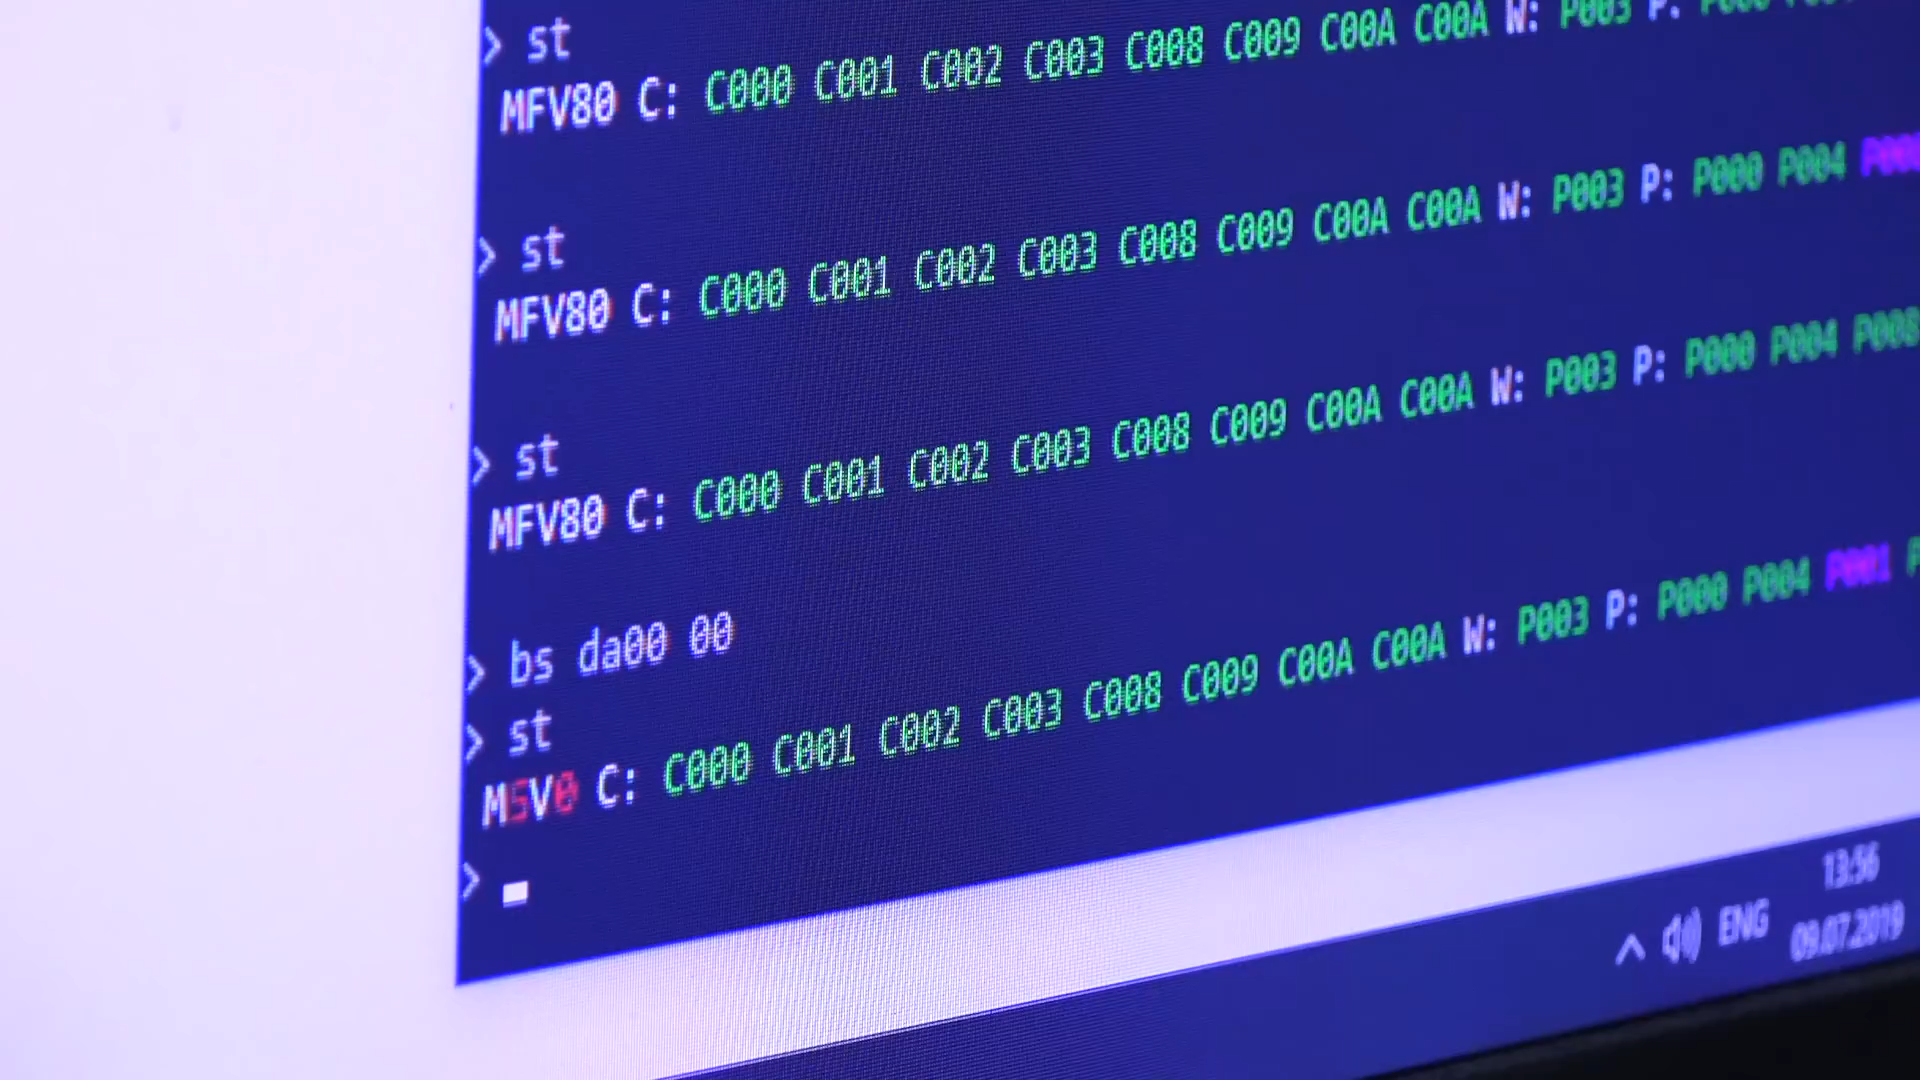 > st
MFV80 C: C000 C001 C002 C003 C008 C009 C00A C00A W: P003 P:
> st
MFV80 C: C000 C001 C002 C003 C008 C009 C00A C00A W: P003 P: P000 P004
> st
MFV80 C: C000 C001 C002 C003 C008 C009 C00A C00A W: P003 P: P000 P004 P008
> bs da00 00
> st
M5V0 C: C000 C001 C002 C003 C008 C009 C00A C00A W: P003 P: P000 P004 P001
>
ENG
13:56
09.07.2019